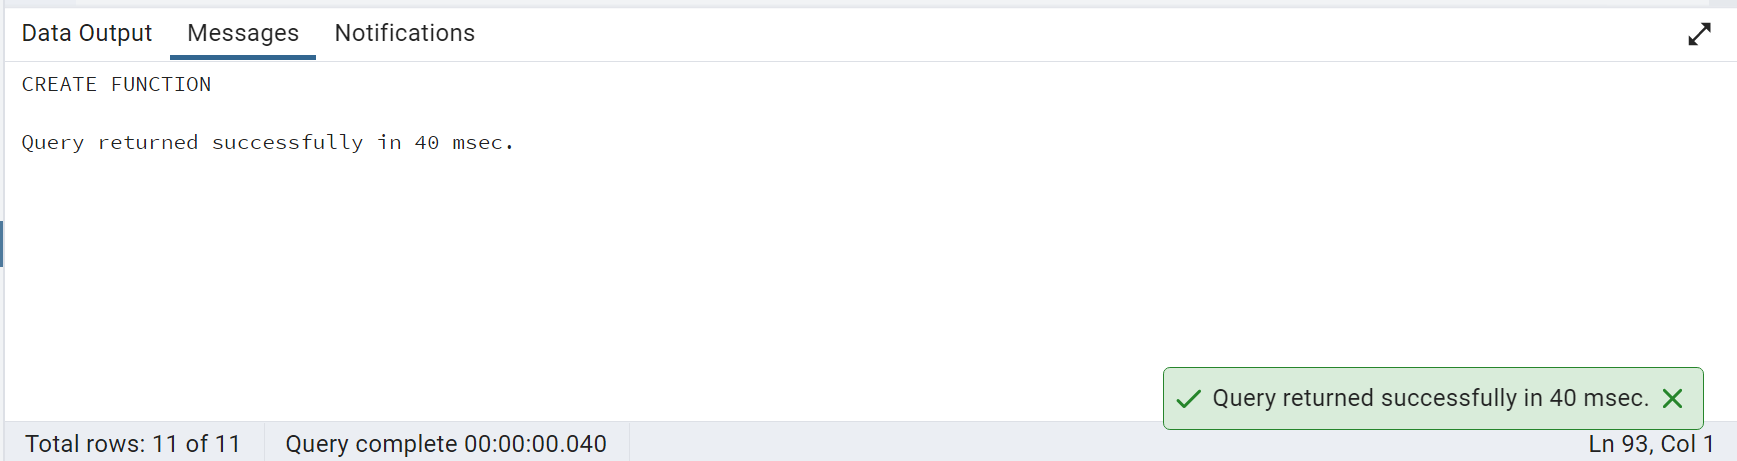 Data Output Messages Notifications
CREATE FUNCTION
Query returned successfully in 40 msec.
Query returned successfully in 40 msec.
Total rows: 11 of 11 Query complete 00:00:00.040 Ln 93, Col 1